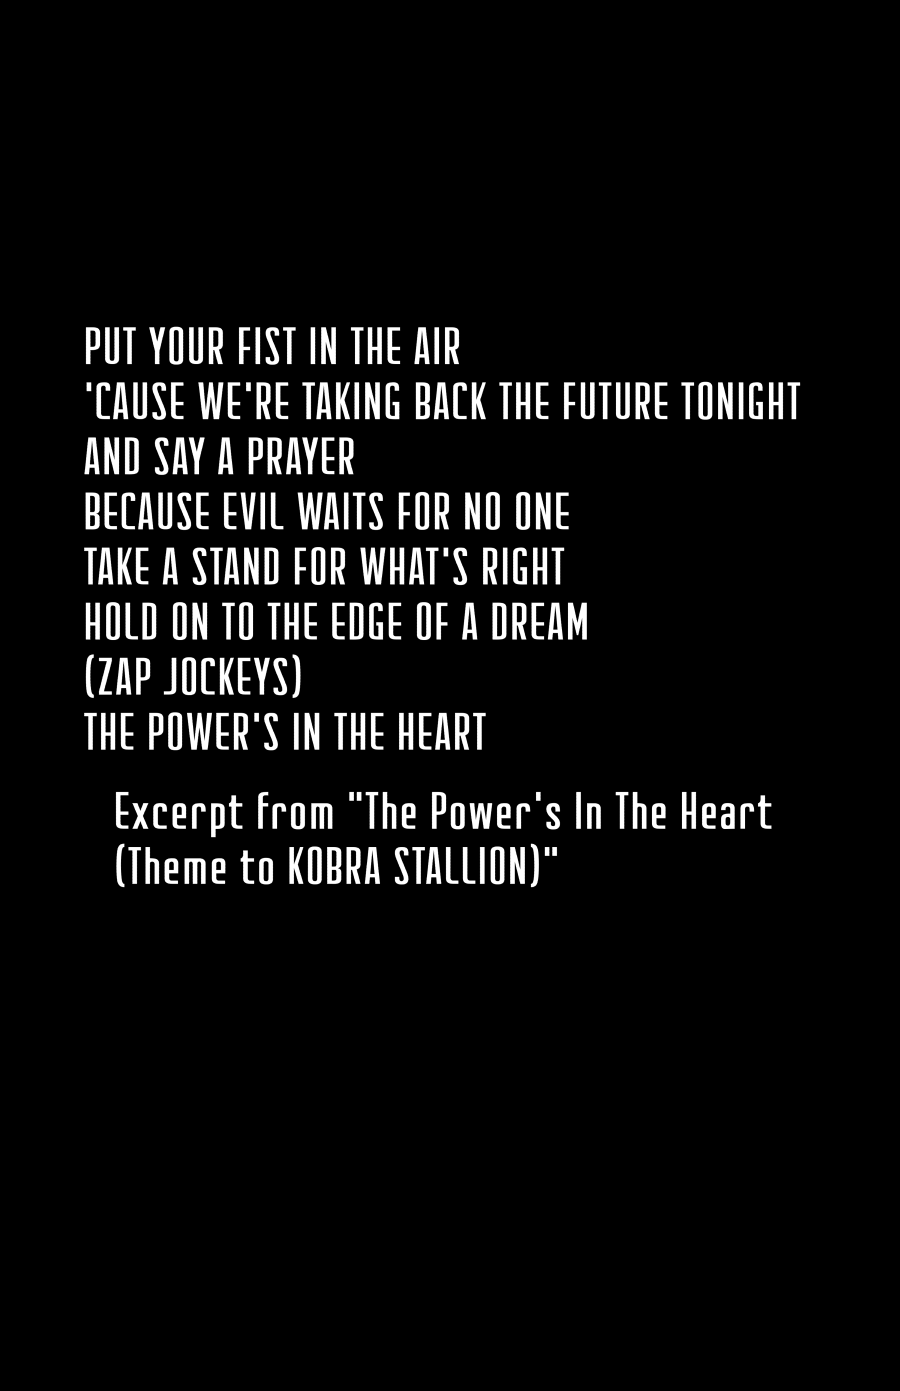 PUT YOUR FIST IN THE AIR
'CAUSE WE'RE TAKING BACK THE FUTURE TONIGHT
AND SAY A PRAYER
BECAUSE EVIL WAITS FOR NO ONE
TAKE A STAND FOR WHAT'S RIGHT
HOLD ON TO THE EDGE OF A DREAM
(ZAP JOCKEYS)
THE POWER'S IN THE HEART
Excerpt from "The Power's In The Heart
(Theme to KOBRA STALLION)"